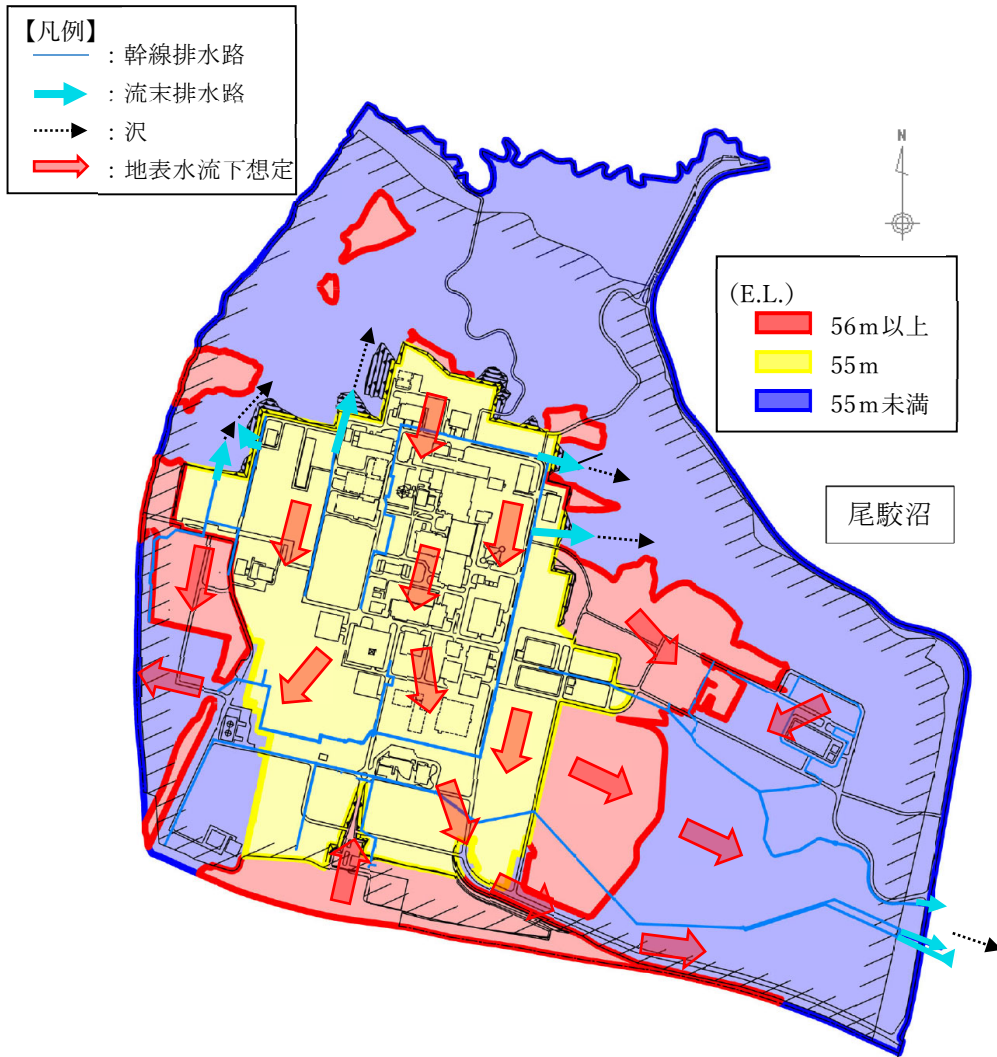 【凡例】
：幹線排水路
：流末排水路
：沢
：地表水流下想定
N
(E.L.)
56m以上
55m
55m未満
尾駮沼